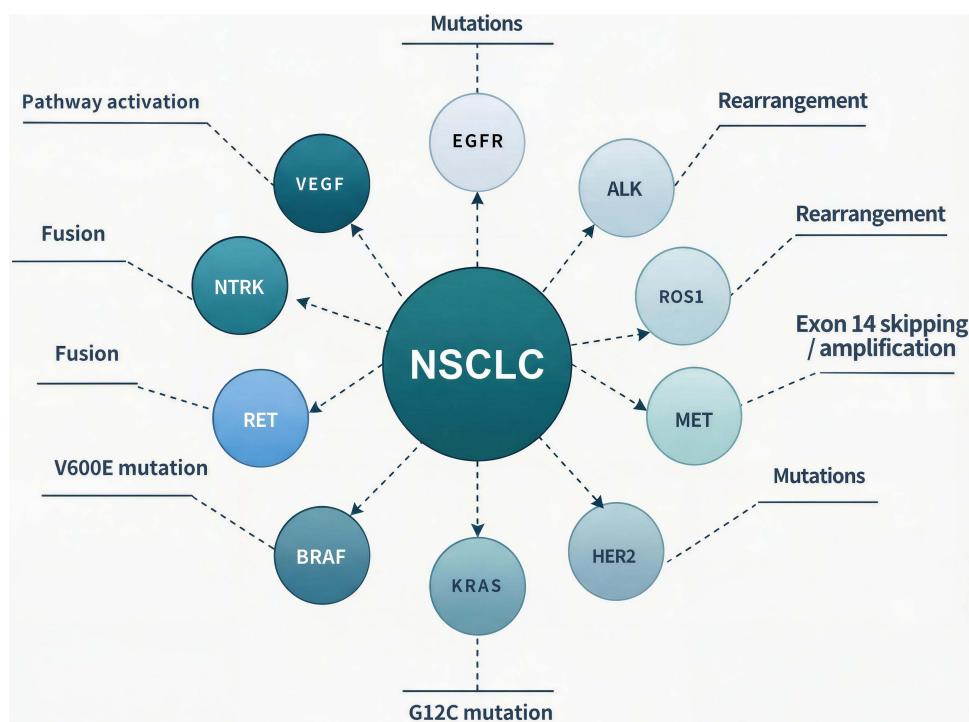 Mutations
Pathway activation
Rearrangement
EGFR
VEGF
ALK
Fusion
Rearrangement
NTRK
ROS1
Exon 14 skipping
/ amplification
Fusion
NSCLC
RET
MET
V600E mutation
Mutations
BRAF
HER2
KRAS
G12C mutation